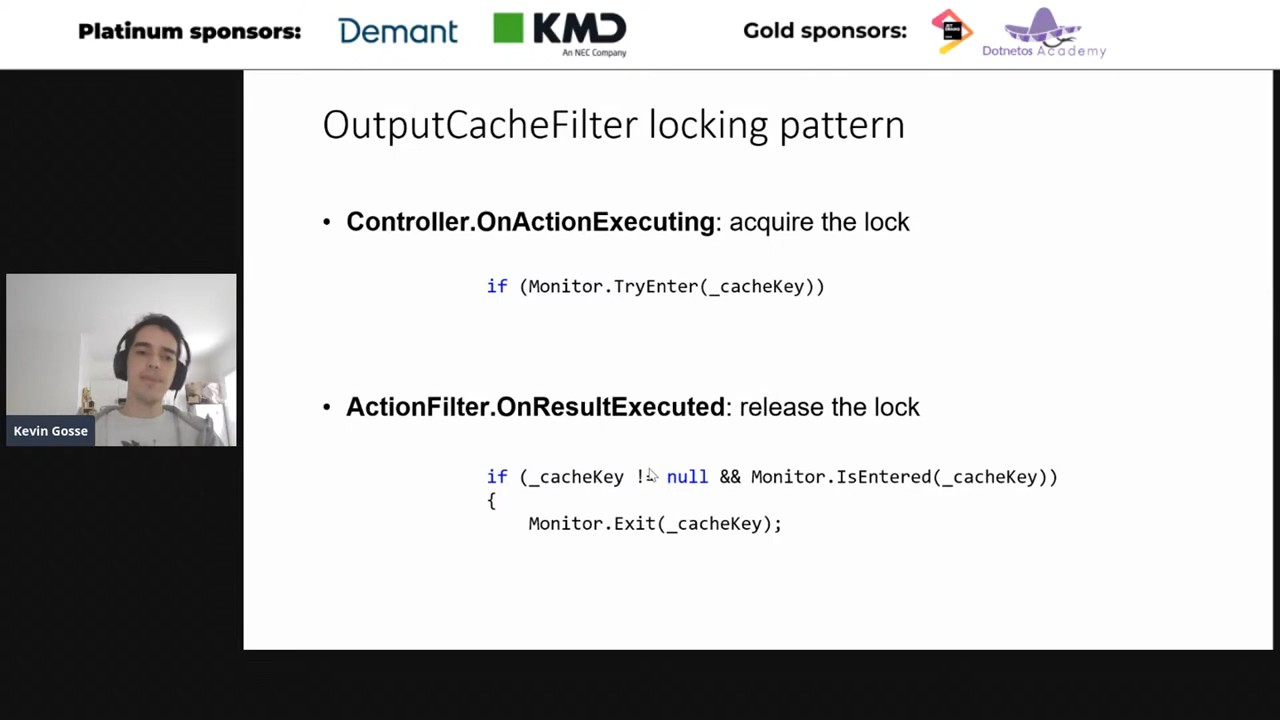 Platinum sponsors:
Demant
KMD
An NEC Company
Gold sponsors:
Dotnetos Academy
OutputCacheFilter locking pattern
• Controller.OnActionExecuting: acquire the lock
if (Monitor.TryEnter(_cacheKey))
• ActionFilter.OnResultExecuted: release the lock
if (_cacheKey != null && Monitor.IsEntered(_cacheKey))
{
Monitor.Exit(_cacheKey);
Kevin Gosse